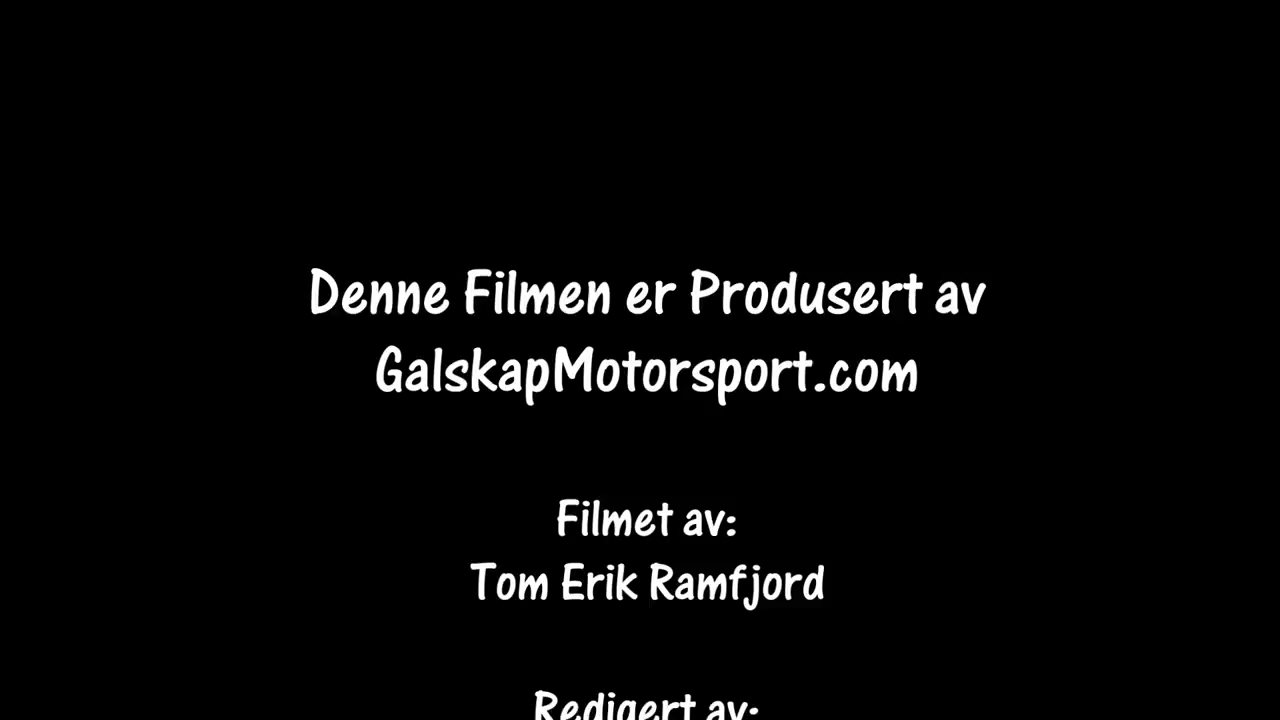 Denne Filmen er Produsert av
GalskapMotorsport.com
Filmet av:
Tom Erik Ramfjord
Redigert av: